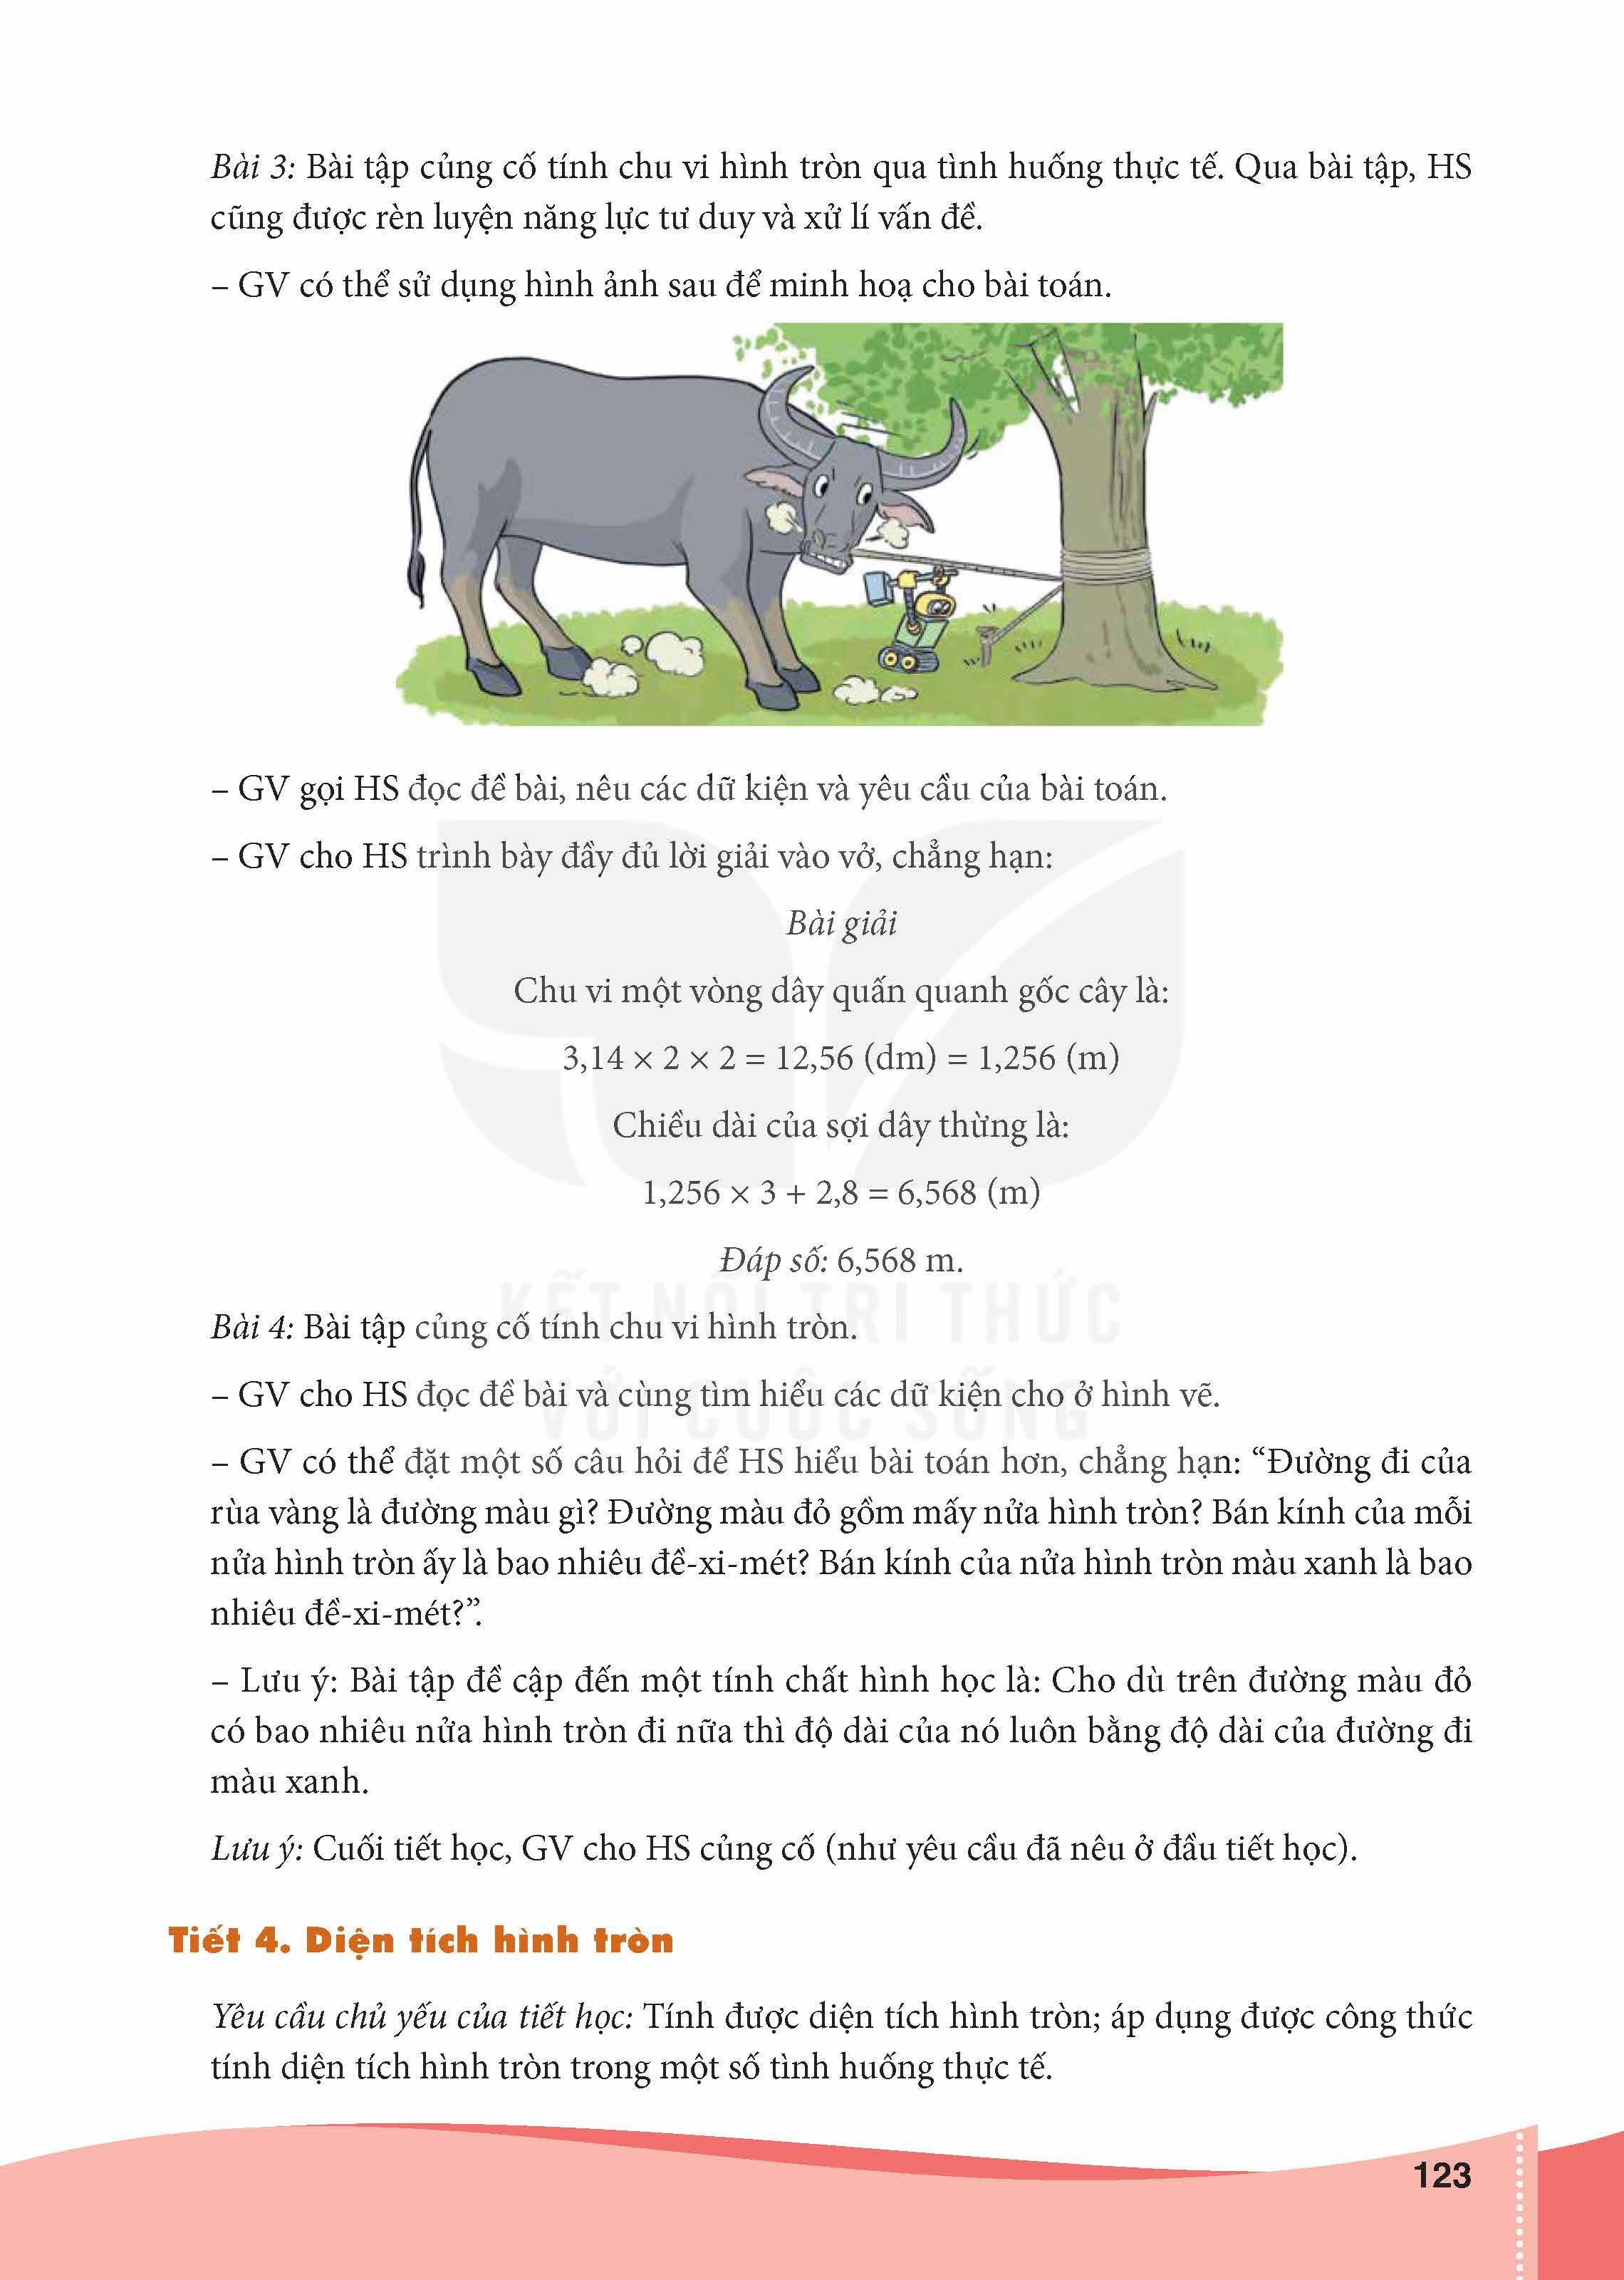 Bài 3: Bài tập củng cố tính chu vi hình tròn qua tình huống thực tế. Qua bài tập, HS
cũng được rèn luyện năng lực tư duy và xử lí vấn đề.
– GV có thể sử dụng hình ảnh sau để minh hoạ cho bài toán.
– GV gọi HS đọc đề bài, nêu các dữ kiện và yêu cầu của bài toán.
– GV cho HS trình bày đầy đủ lời giải vào vở, chẳng hạn:
Bài giải
Chu vi một vòng dây quấn quanh gốc cây là:
3,14 × 2 × 2 = 12,56 (dm) = 1,256 (m)
Chiều dài của sợi dây thừng là:
1,256 × 3 + 2,8 = 6,568 (m)
Đáp số: 6,568 m.
KẾT NỐI TRI THỨC
Bài 4: Bài tập củng cố tính chu vi hình tròn.
VỚI CUỘC SỐNG
– GV cho HS đọc đề bài và cùng tìm hiểu các dữ kiện cho ở hình vẽ.
– GV có thể đặt một số câu hỏi để HS hiểu bài toán hơn, chẳng hạn: “Đường đi của
rùa vàng là đường màu gì? Đường màu đỏ gồm mấy nửa hình tròn? Bán kính của mỗi
nửa hình tròn ấy là bao nhiêu đề-xi-mét? Bán kính của nửa hình tròn màu xanh là bao
nhiêu đề-xi-mét?”.
– Lưu ý: Bài tập đề cập đến một tính chất hình học là: Cho dù trên đường màu đỏ
có bao nhiêu nửa hình tròn đi nữa thì độ dài của nó luôn bằng độ dài của đường đi
màu xanh.
Lưu ý: Cuối tiết học, GV cho HS củng cố (như yêu cầu đã nêu ở đầu tiết học).
Tiết 4. Diện tích hình tròn
Yêu cầu chủ yếu của tiết học: Tính được diện tích hình tròn; áp dụng được công thức
tính diện tích hình tròn trong một số tình huống thực tế.
123